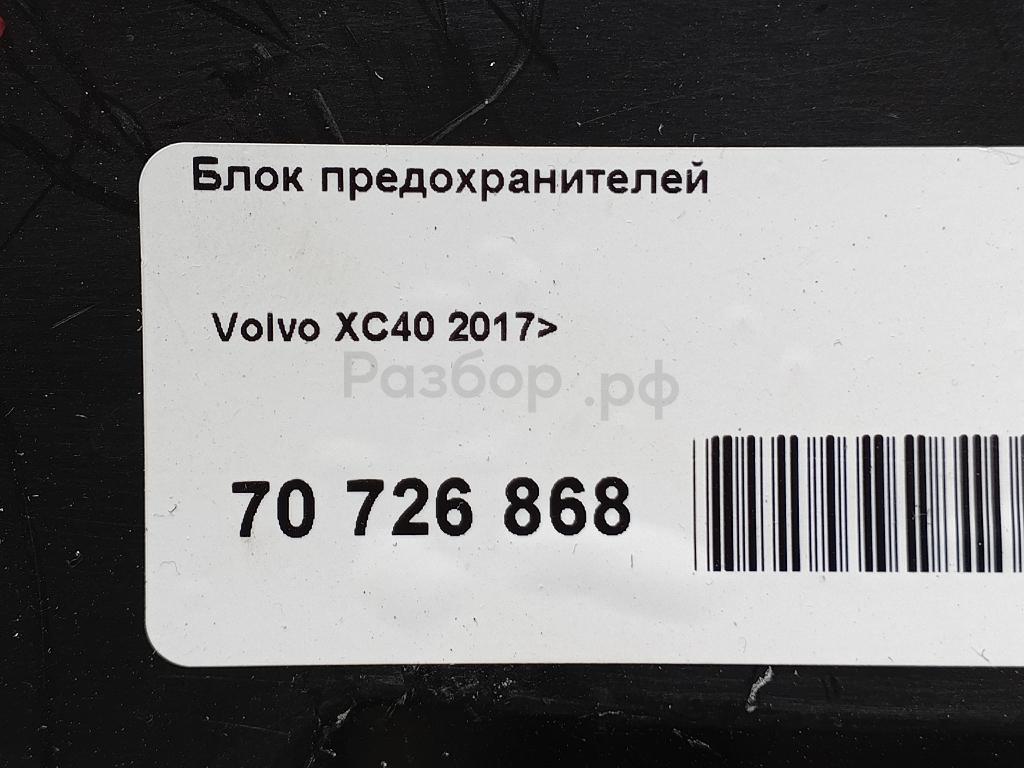 Блок предохранителей
Volvo XC40 2017>
Разбор.рф
70 726 868